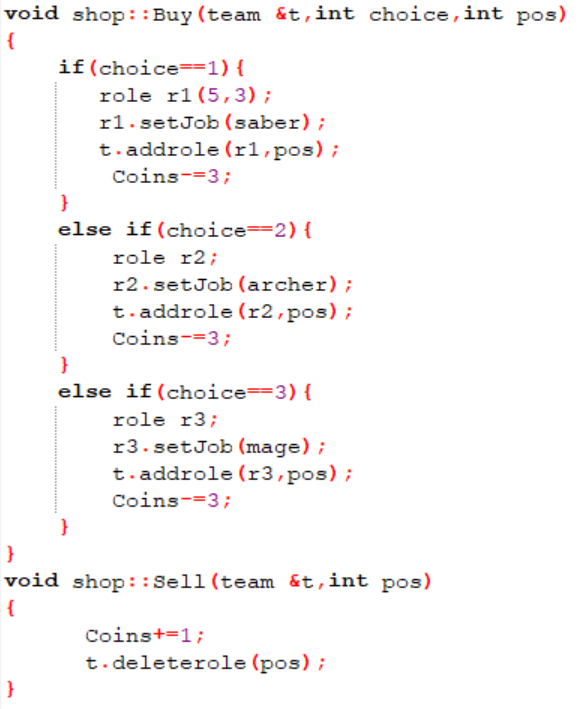 void shop::Buy(team &t,int choice,int pos)
{
    if(choice==1){
       role r1(5,3);
       r1.setJob(saber);
       t.addrole(r1,pos);
        Coins-=3;
    }
    else if(choice==2){
        role r2;
        r2.setJob(archer);
        t.addrole(r2,pos);
        Coins-=3;
    }
    else if(choice==3){
        role r3;
        r3.setJob(mage);
        t.addrole(r3,pos);
        Coins-=3;
    }
}
void shop::Sell(team &t,int pos)
{
      Coins+=1;
      t.deleterole(pos);
}